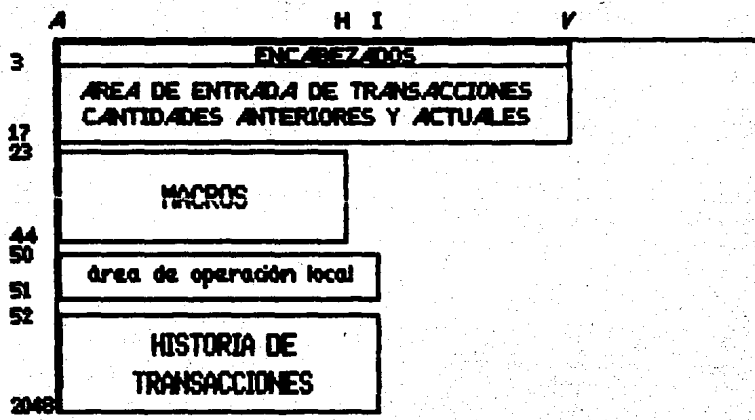 A H I V
ENCABEZADOS
3
AREA DE ENTRADA DE TRANSACCIONES
CANTIDADES ANTERIORES Y ACTUALES
17
23
MACROS
44
50
área de operación local
51
52
HISTORIA DE
TRANSACCIONES
2048